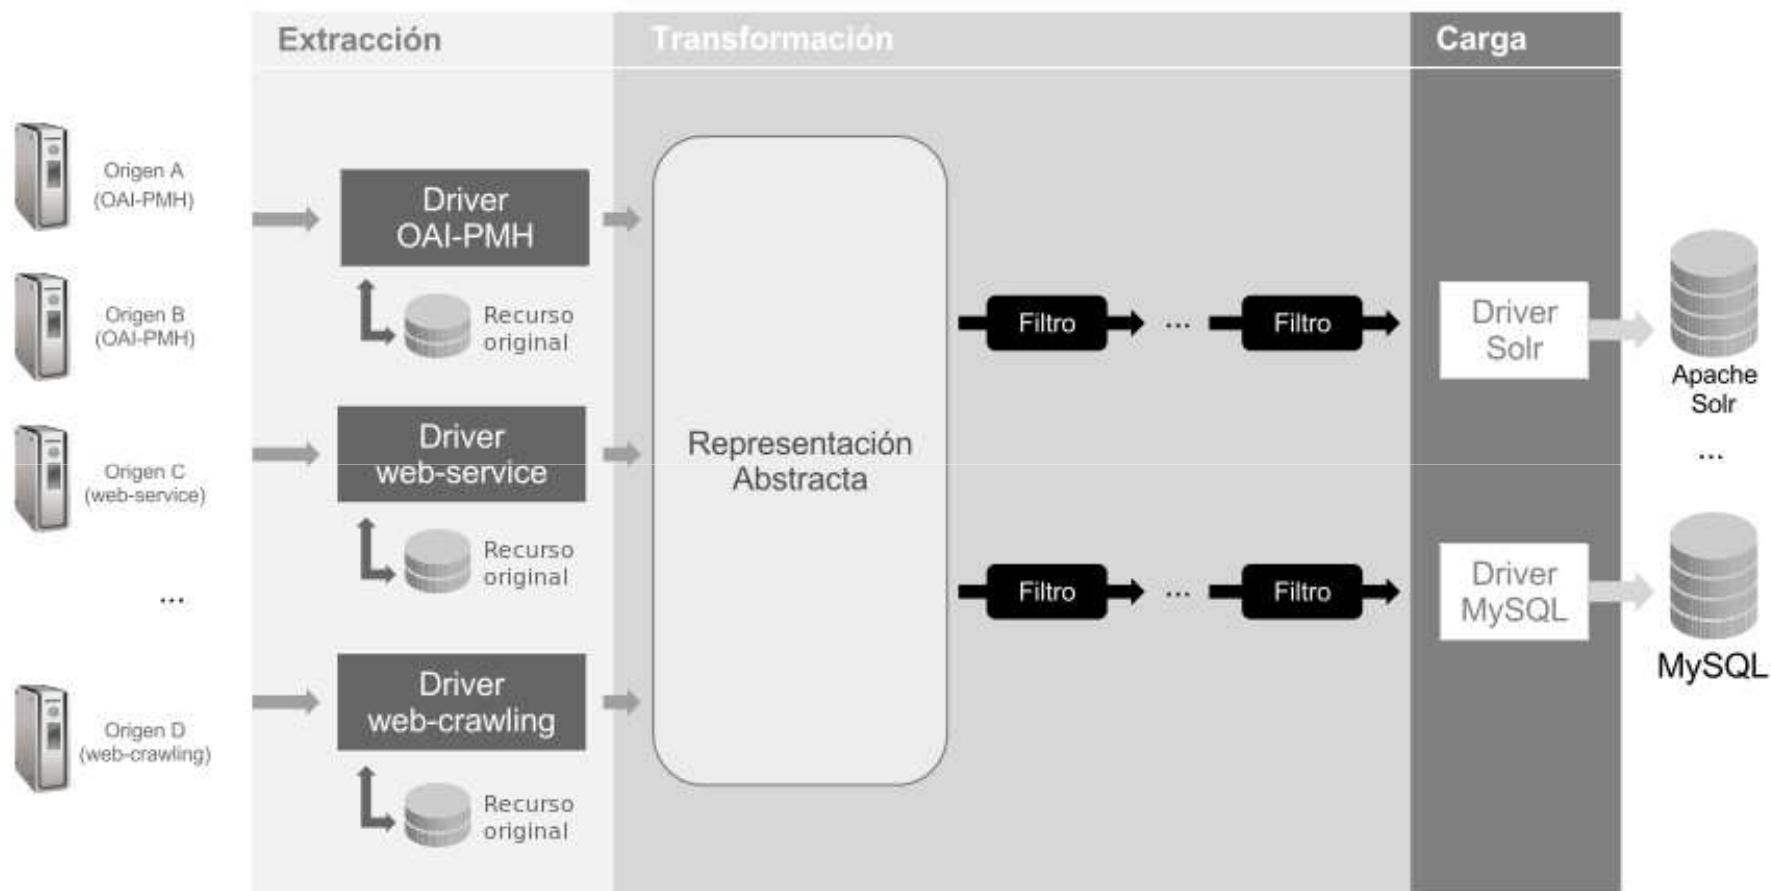 Extracción
Transformación
Carga
Origen A
(OAI-PMH)
Origen B
(OAI-PMH)
Origen C
(web-service)
...
Origen D
(web-crawling)
Driver
OAI-PMH
Recurso
original
Driver
web-service
Recurso
original
Driver
web-crawling
Recurso
original
Representación
Abstracta
Filtro
...
Filtro
Filtro
...
Filtro
Driver
Solr
Driver
MySQL
Apache
Solr
...
MySQL